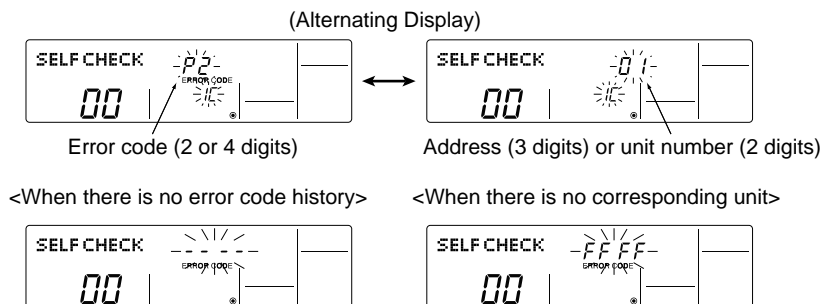 (Alternating Display)
SELF CHECK P2
ERROR CODE
00 1C
SELF CHECK 01
00 1C
Error code (2 or 4 digits)
Address (3 digits) or unit number (2 digits)
<When there is no error code history>
<When there is no corresponding unit>
SELF CHECK - - - -
ERROR CODE
00
SELF CHECK FFFF
ERROR CODE
00